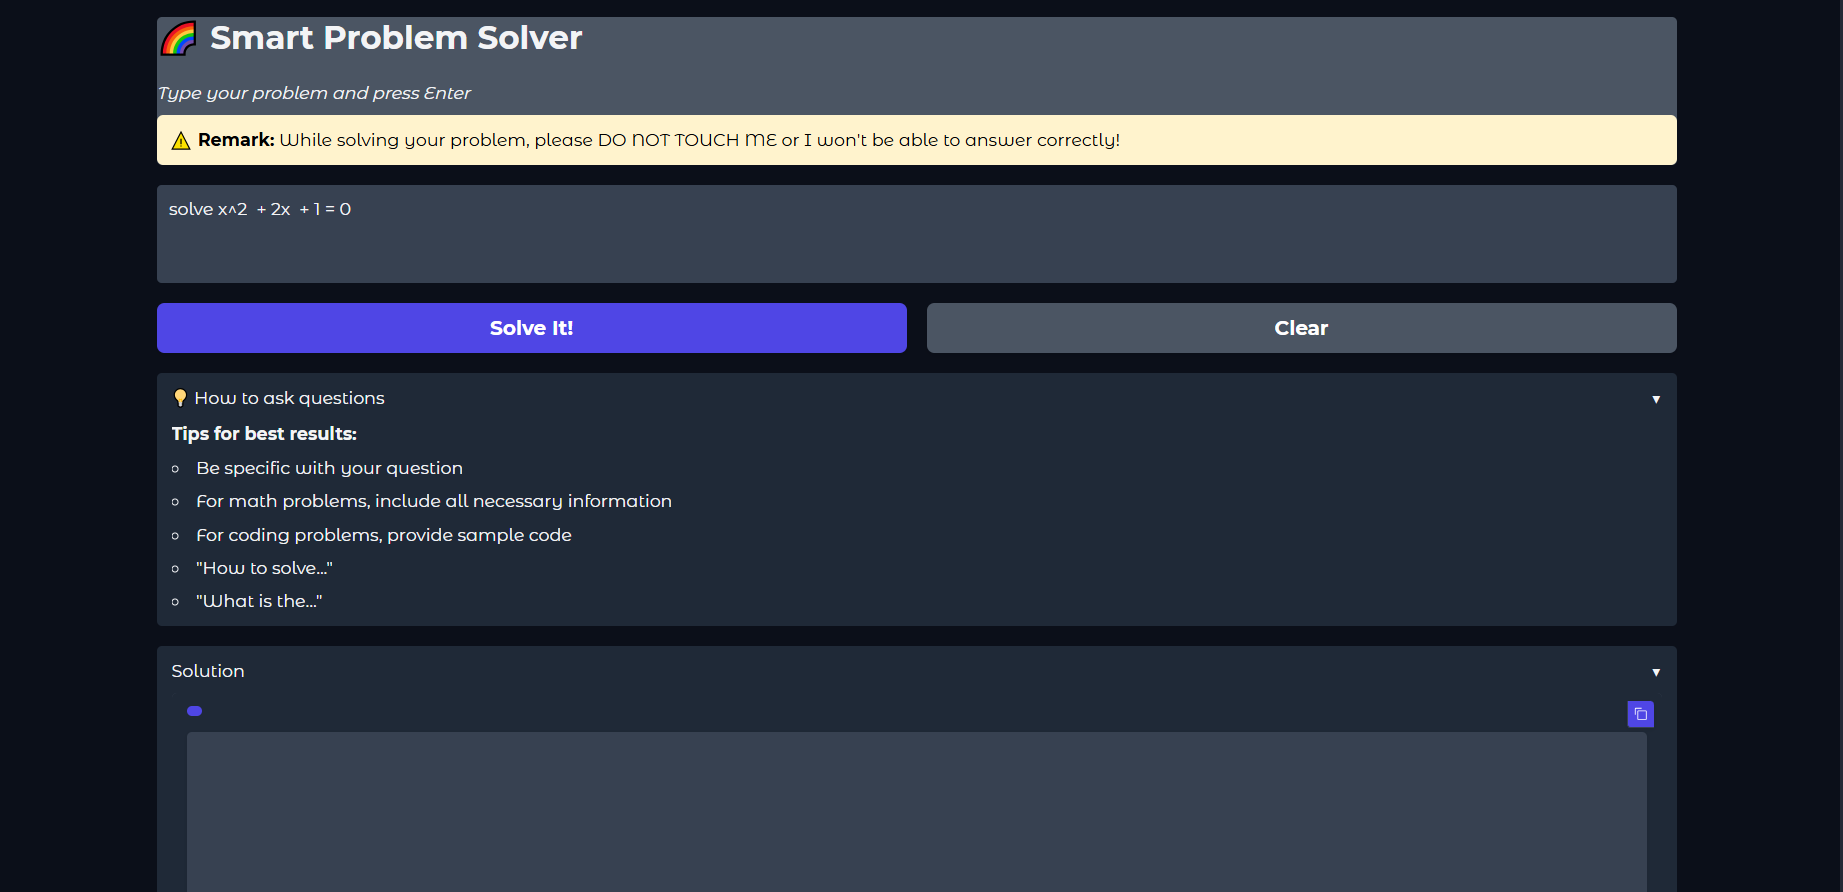 🌈 Smart Problem Solver
Type your problem and press Enter
⚠ Remark: While solving your problem, please DO NOT TOUCH ME or I won't be able to answer correctly!
solve x^2  + 2x  + 1 = 0
Solve It!
Clear
💡 How to ask questions
Tips for best results:
Be specific with your question
For math problems, include all necessary information
For coding problems, provide sample code
"How to solve..."
"What is the..."
Solution